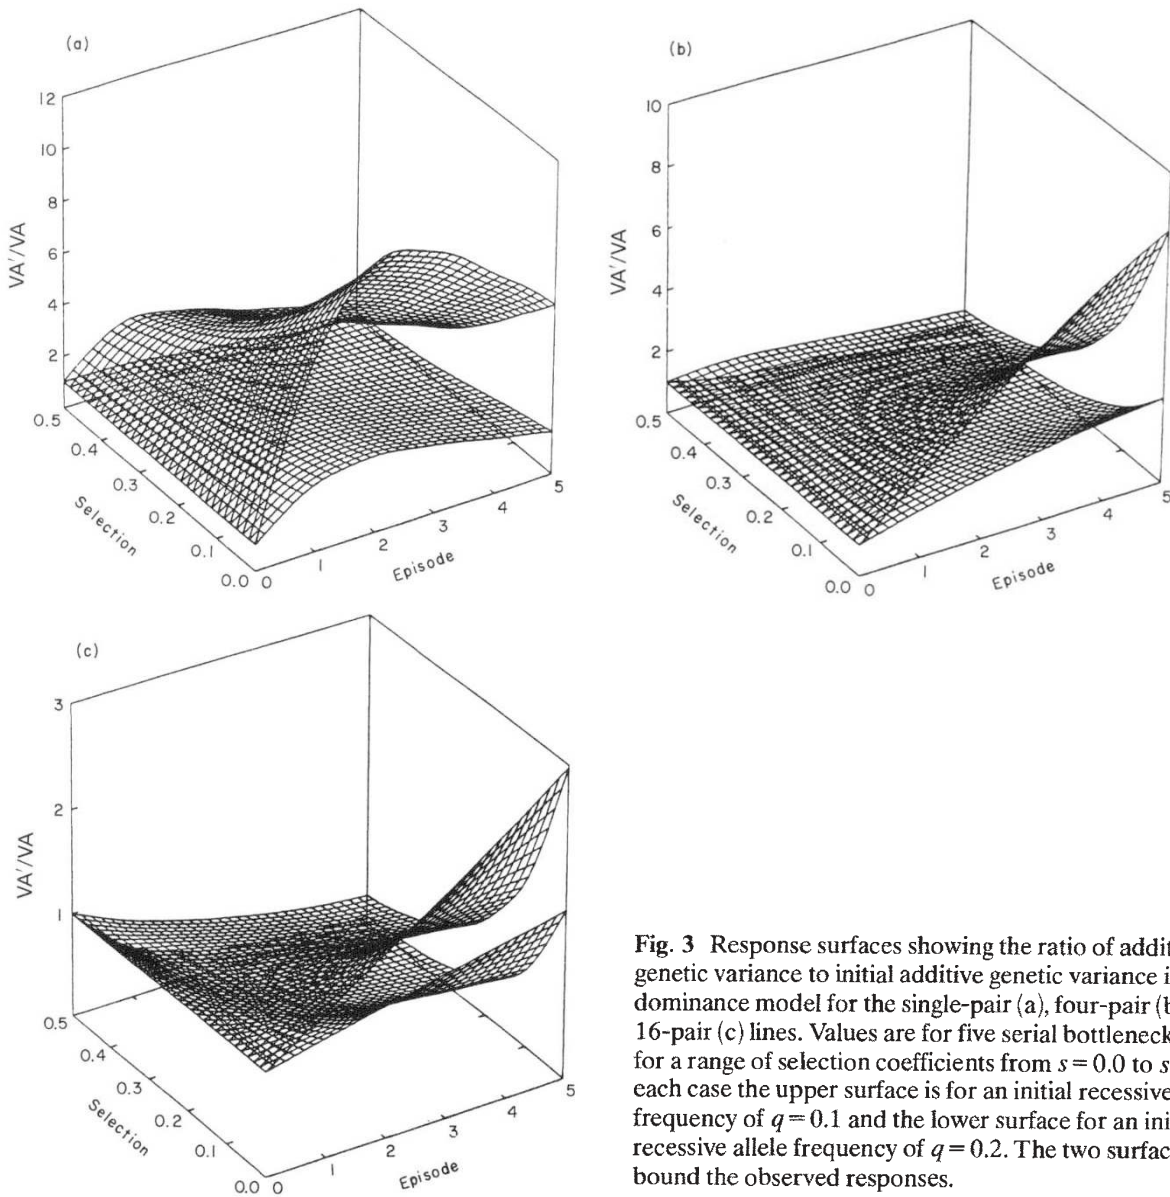 (a)
12
10
8
6
4
2
VA'/VA
0.5
0.4
0.3
0.2
0.1
0.0
Selection
0
1
2
3
4
5
Episode
(b)
10
8
6
4
2
VA'/VA
0.5
0.4
0.3
0.2
0.1
0.0
Selection
0
1
2
3
4
5
Episode
(c)
3
2
1
VA'/VA
0.5
0.4
0.3
0.2
0.1
0.0
Selection
0
1
2
3
4
5
Episode
Fig. 3 Response surfaces showing the ratio of addit
genetic variance to initial additive genetic variance i
dominance model for the single-pair (a), four-pair (b
16-pair (c) lines. Values are for five serial bottleneck
for a range of selection coefficients from s = 0.0 to s
each case the upper surface is for an initial recessive
frequency of q = 0.1 and the lower surface for an ini
recessive allele frequency of q = 0.2. The two surfac
bound the observed responses.